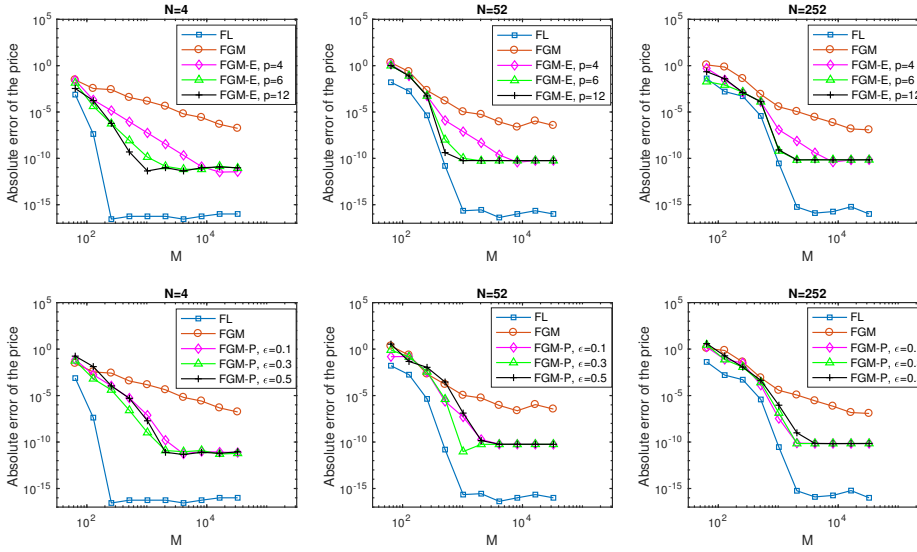 N=4
10^5
10^0
10^-5
10^-10
10^-15
Absolute error of the price
10^2
10^4
M
FL
FGM
FGM-E, p=4
FGM-E, p=6
FGM-E, p=12
N=52
10^5
10^0
10^-5
10^-10
10^-15
Absolute error of the price
10^2
10^4
M
FL
FGM
FGM-E, p=4
FGM-E, p=6
FGM-E, p=12
N=252
10^5
10^0
10^-5
10^-10
10^-15
Absolute error of the price
10^2
10^4
M
FL
FGM
FGM-E, p=4
FGM-E, p=6
FGM-E, p=12
N=4
10^5
10^0
10^-5
10^-10
10^-15
Absolute error of the price
10^2
10^4
M
FL
FGM
FGM-P, ϵ=0.1
FGM-P, ϵ=0.3
FGM-P, ϵ=0.5
N=52
10^5
10^0
10^-5
10^-10
10^-15
Absolute error of the price
10^2
10^4
M
FL
FGM
FGM-P, ϵ=0.1
FGM-P, ϵ=0.3
FGM-P, ϵ=0.5
N=252
10^5
10^0
10^-5
10^-10
10^-15
Absolute error of the price
10^2
10^4
M
FL
FGM
FGM-P, ϵ=0.
FGM-P, ϵ=0.
FGM-P, ϵ=0.